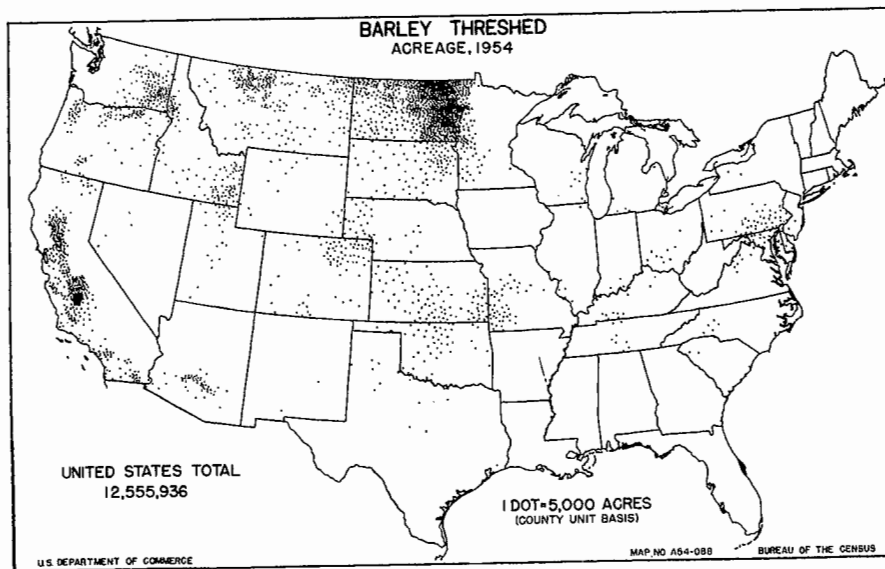 BARLEY THRESHED
ACREAGE, 1954
UNITED STATES TOTAL
12,555,936
1 DOT=5,000 ACRES
(COUNTY UNIT BASIS)
U.S. DEPARTMENT OF COMMERCE
MAP NO. A54-088
BUREAU OF THE CENSUS